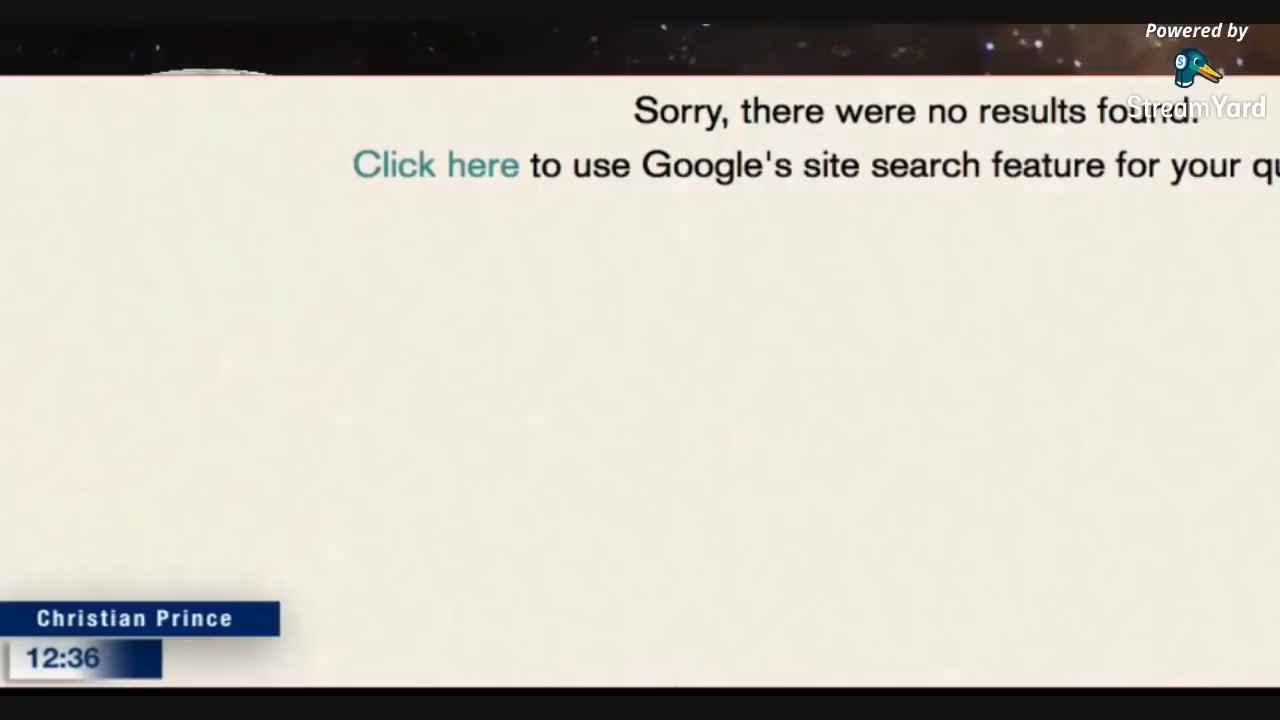 Powered by
StreamYard
Sorry, there were no results found.
Click here to use Google's site search feature for your qu
Christian Prince
12:36